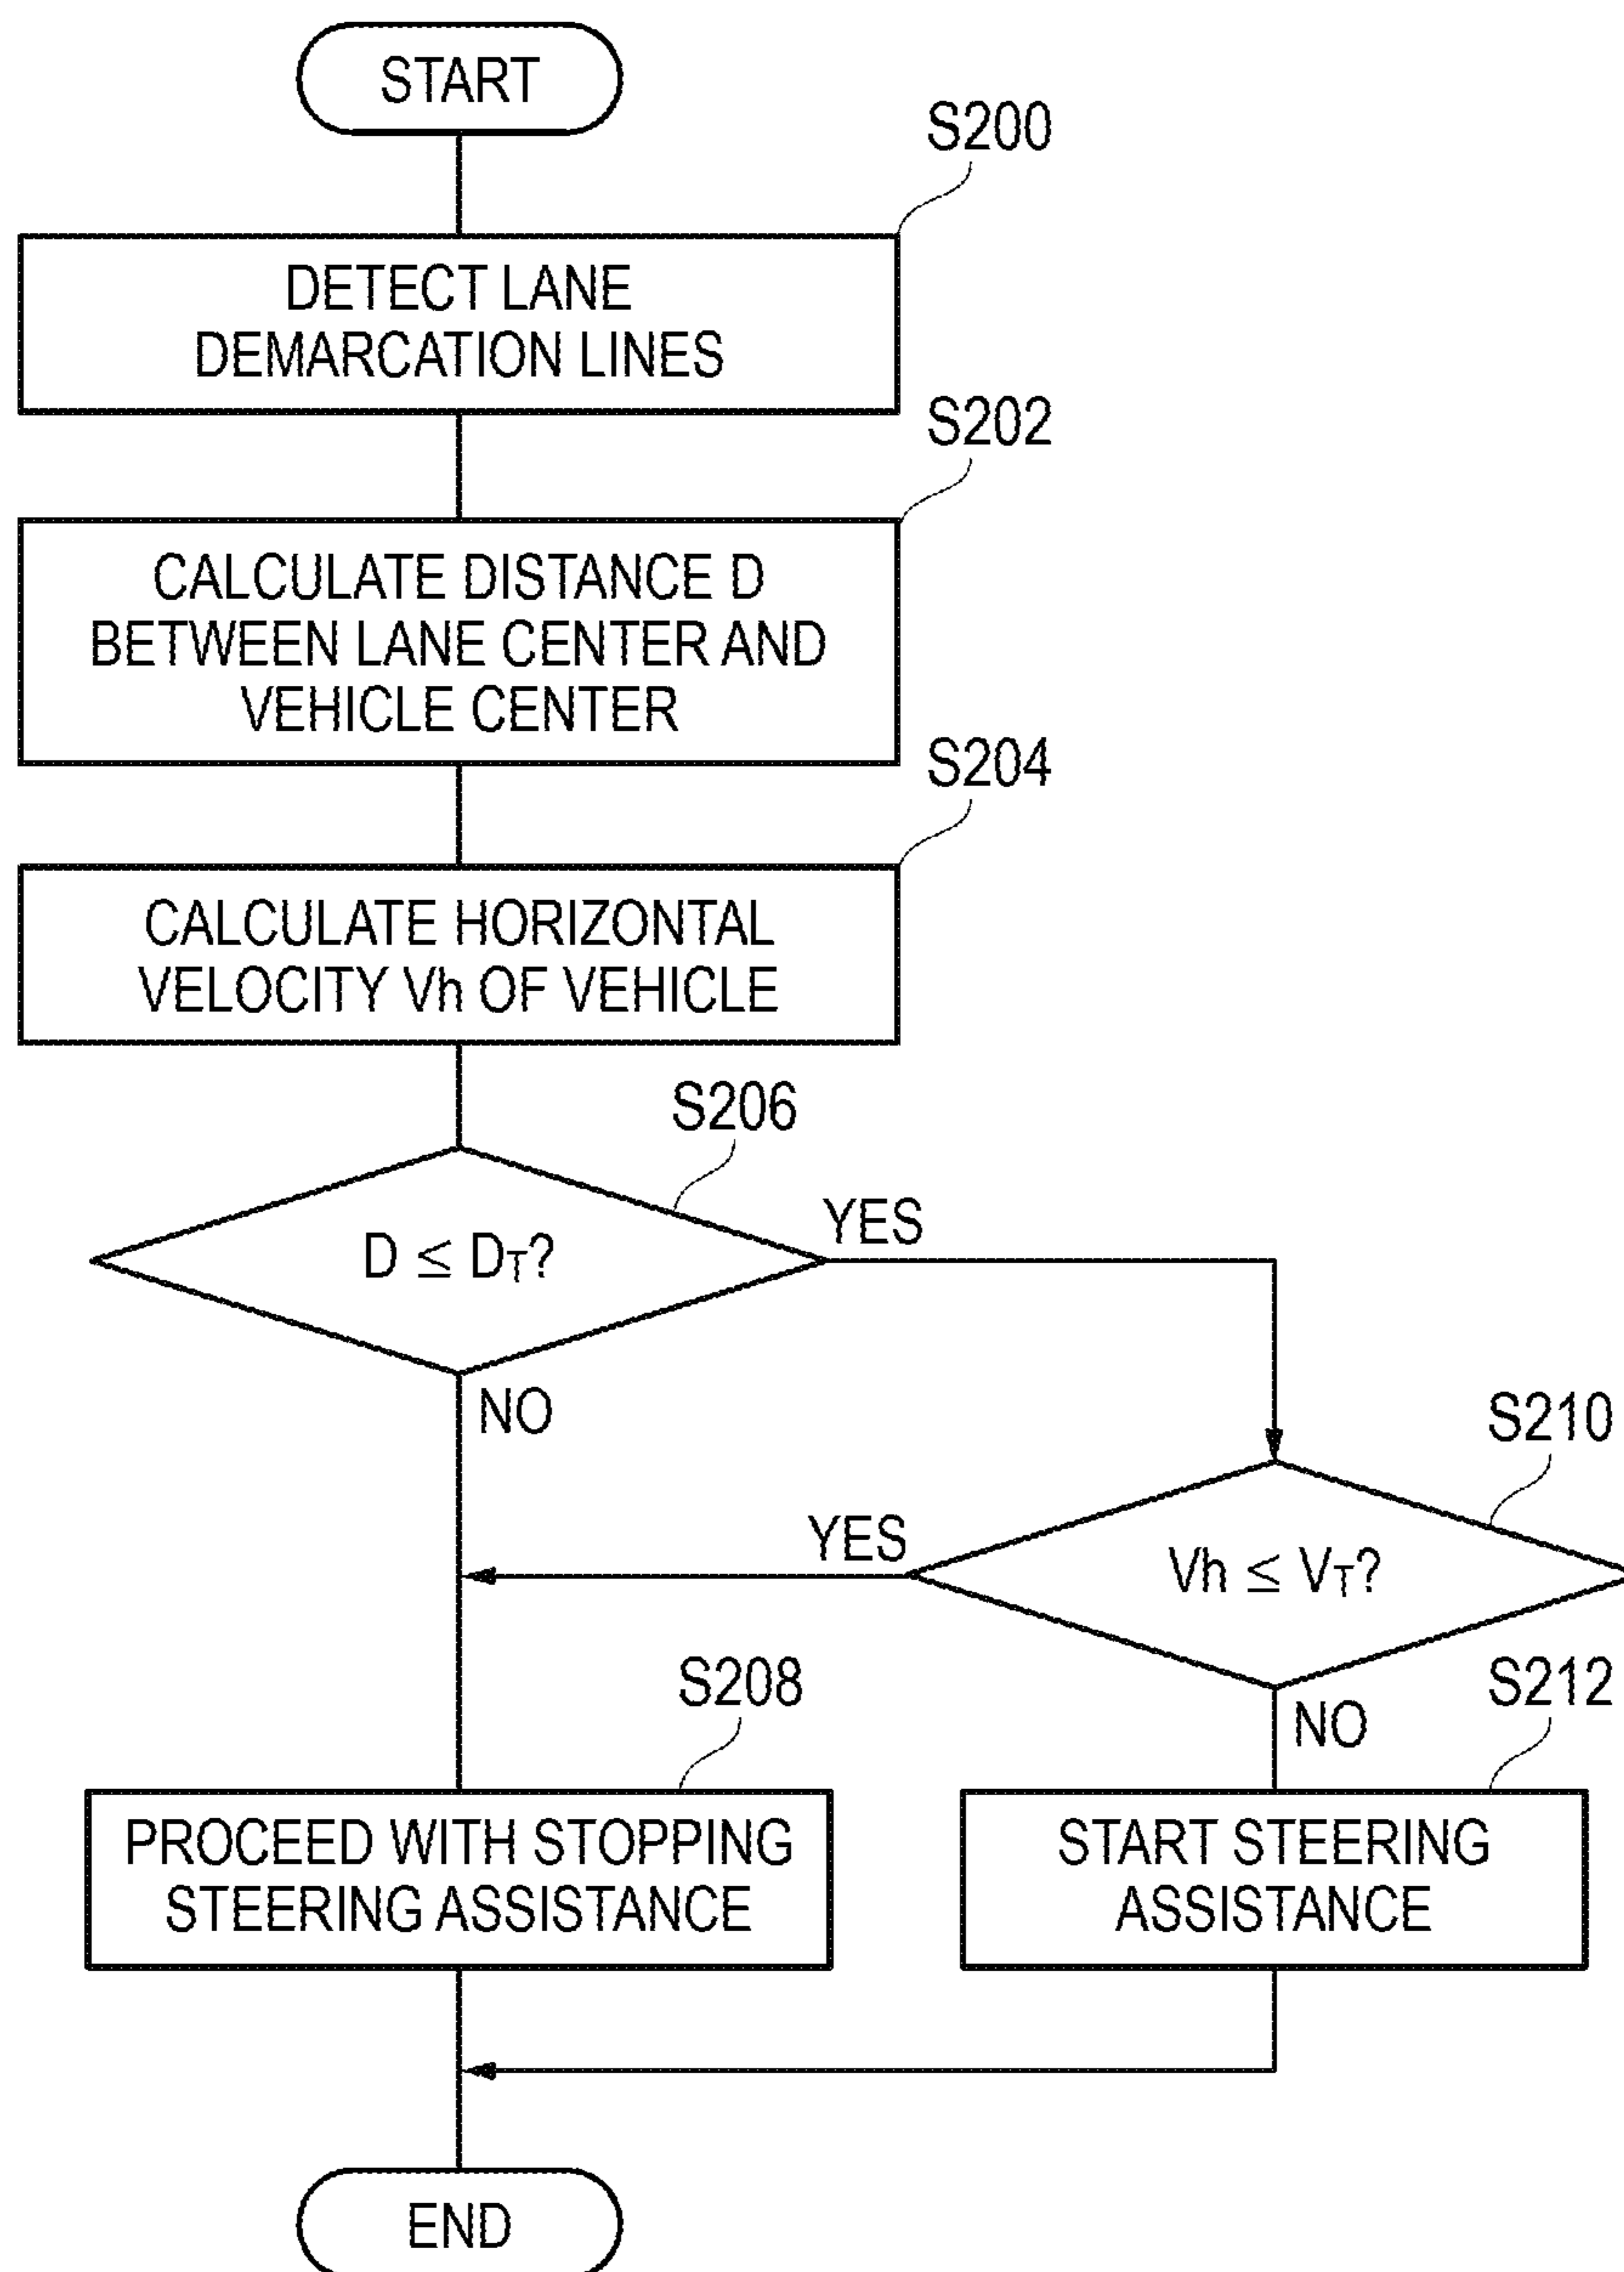 START
S200
DETECT LANE
DEMARCATION LINES
S202
CALCULATE DISTANCE D
BETWEEN LANE CENTER AND
VEHICLE CENTER
S204
CALCULATE HORIZONTAL
VELOCITY Vh OF VEHICLE
S206
D ≤ DT?
YES
NO
S210
Vh ≤ VT?
YES
NO
S208
PROCEED WITH STOPPING
STEERING ASSISTANCE
S212
START STEERING
ASSISTANCE
END